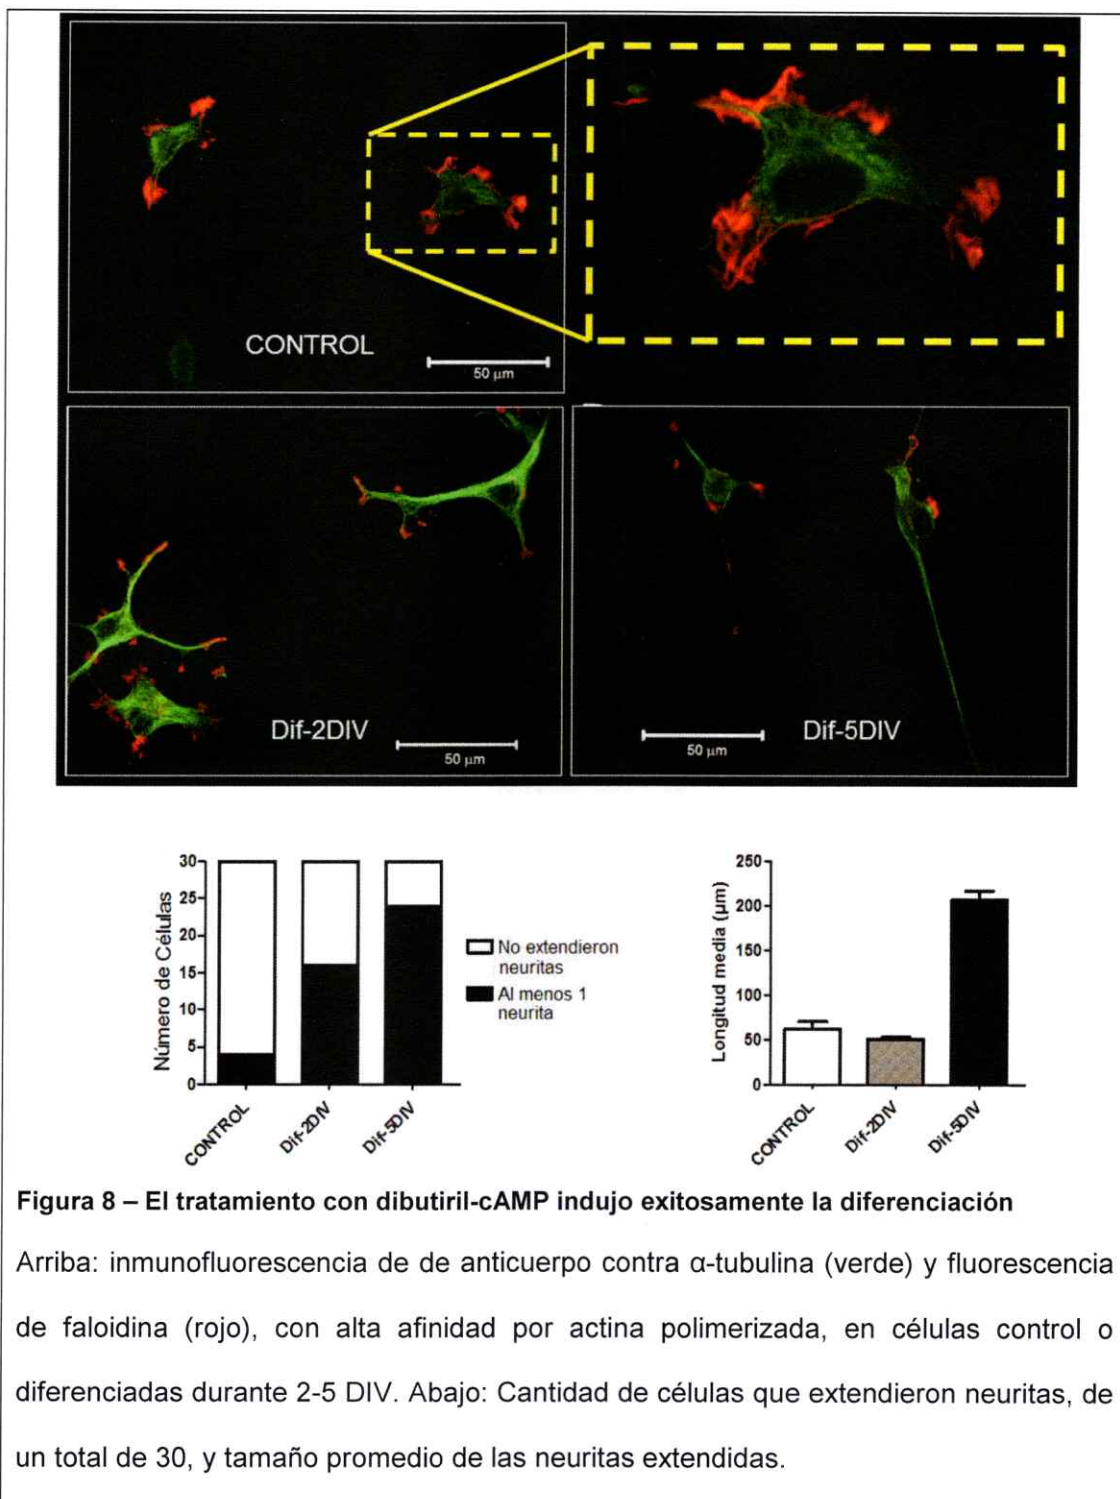 CONTROL
50 µm
Dif-2DIV
50 µm
Dif-5DIV
50 µm
Número de Células
30
25
20
15
10
5
0
CONTROL
Dif-2DIV
Dif-5DIV
No extendieron
neuritas
Al menos 1
neurita
Longitud media (µm)
250
200
150
100
50
0
CONTROL
Dif-2DIV
Dif-5DIV
Figura 8 – El tratamiento con dibutiril-cAMP indujo exitosamente la diferenciación
Arriba: inmunofluorescencia de de anticuerpo contra α-tubulina (verde) y fluorescencia
de faloidina (rojo), con alta afinidad por actina polimerizada, en células control o
diferenciadas durante 2-5 DIV. Abajo: Cantidad de células que extendieron neuritas, de
un total de 30, y tamaño promedio de las neuritas extendidas.